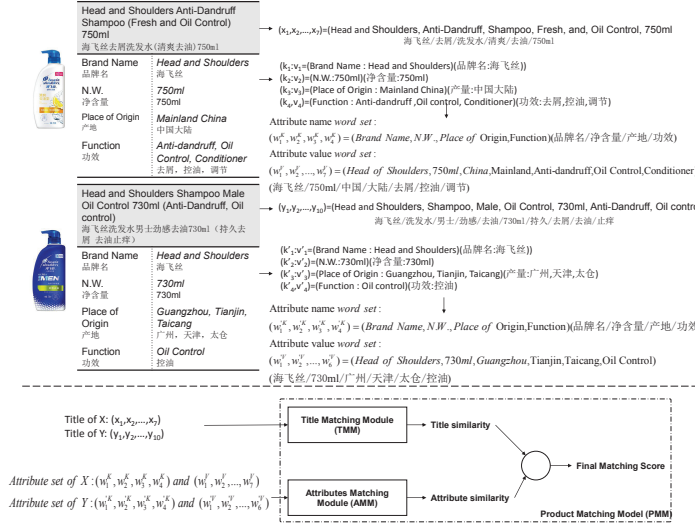 Head and Shoulders Anti-Dandruff
Shampoo (Fresh and Oil Control)
750ml
海飞丝去屑洗发水(清爽去油)750ml
Brand Name
品牌名
Head and Shoulders
海飞丝
N.W.
净含量
750ml
750ml
Place of Origin
产地
Mainland China
中国大陆
Function
功效
Anti-dandruff, Oil
Control, Conditioner
去屑，控油，调节
(x₁,x₂,...,x₇)=(Head and Shoulders, Anti-Dandruff, Shampoo, Fresh, and, Oil Control, 750ml
海飞丝/去屑/洗发水/清爽/去油/750ml
(k₁:v₁=(Brand Name : Head and Shoulders)(品牌名:海飞丝))
(k₂:v₂)=(N.W.:750ml)(净含量:750ml)
(k₃:v₃)=(Place of Origin : Mainland China)(产量:中国大陆)
(k₄,v₄)=(Function : Anti-dandruff ,Oil control, Conditioner)(功效:去屑,控油,调节)
Attribute name word set :
(w₁ᴷ, w₂ᴷ, w₃ᴷ, w₄ᴷ) = (Brand Name, N.W., Place of Origin,Function)(品牌名/净含量/产地/功效)
Attribute value word set :
(w₁ⱽ, w₂ⱽ,..., w₇ⱽ) = (Head of Shoulders,750ml,China,Mainland,Anti-dandruff,Oil Control,Conditioner
(海飞丝/750ml/中国/大陆/去屑/控油/调节)
Head and Shoulders Shampoo Male
Oil Control 730ml (Anti-Dandruff, Oil
control)
海飞丝洗发水男士劲感去油730ml（持久去
屑 去油止痒）
Brand Name
品牌名
Head and Shoulders
海飞丝
N.W.
净含量
730ml
730ml
Place of
Origin
产地
Guangzhou, Tianjin,
Taicang
广州，天津，太仓
Function
功效
Oil Control
控油
(y₁,y₂,...,y₁₀)=(Head and Shoulders, Shampoo, Male, Oil Control, 730ml, Anti-Dandruff, Oil contro
海飞丝/洗发水/男士/劲感/去油/730ml/持久/去屑/去油/止痒
(k'₁:v'₁=(Brand Name : Head and Shoulders)(品牌名:海飞丝))
(k'₂:v'₂)=(N.W.:730ml)(净含量:730ml)
(k'₃:v'₃)=(Place of Origin : Guangzhou, Tianjin, Taicang)(产量:广州,天津,太仓)
(k'₄,v'₄)=(Function : Oil control)(功效:控油)
Attribute name word set :
(w₁'ᴷ, w₂'ᴷ, w₃'ᴷ, w₄'ᴷ) = (Brand Name, N.W., Place of Origin,Function)(品牌名/净含量/产地/功效
Attribute value word set :
(w₁'ⱽ, w₂'ⱽ,..., w₆'ⱽ) = (Head of Shoulders,730ml,Guangzhou,Tianjin,Taicang,Oil Control)
(海飞丝/730ml/广州/天津/太仓/控油)
Title of X: (x₁,x₂,...,x₇)
Title of Y: (y₁,y₂,...,y₁₀)
Title Matching Module
(TMM)
Title similarity
Final Matching Score
Attribute set of X :(w₁ᴷ, w₂ᴷ, w₃ᴷ, w₄ᴷ) and (w₁ⱽ, w₂ⱽ,..., w₇ⱽ)
Attribute set of Y :(w₁'ᴷ, w₂'ᴷ, w₃'ᴷ, w₄'ᴷ) and (w₁'ⱽ, w₂'ⱽ,..., w₆'ⱽ)
Attributes Matching
Module (AMM)
Attribute similarity
Product Matching Model (PMM)
MEN